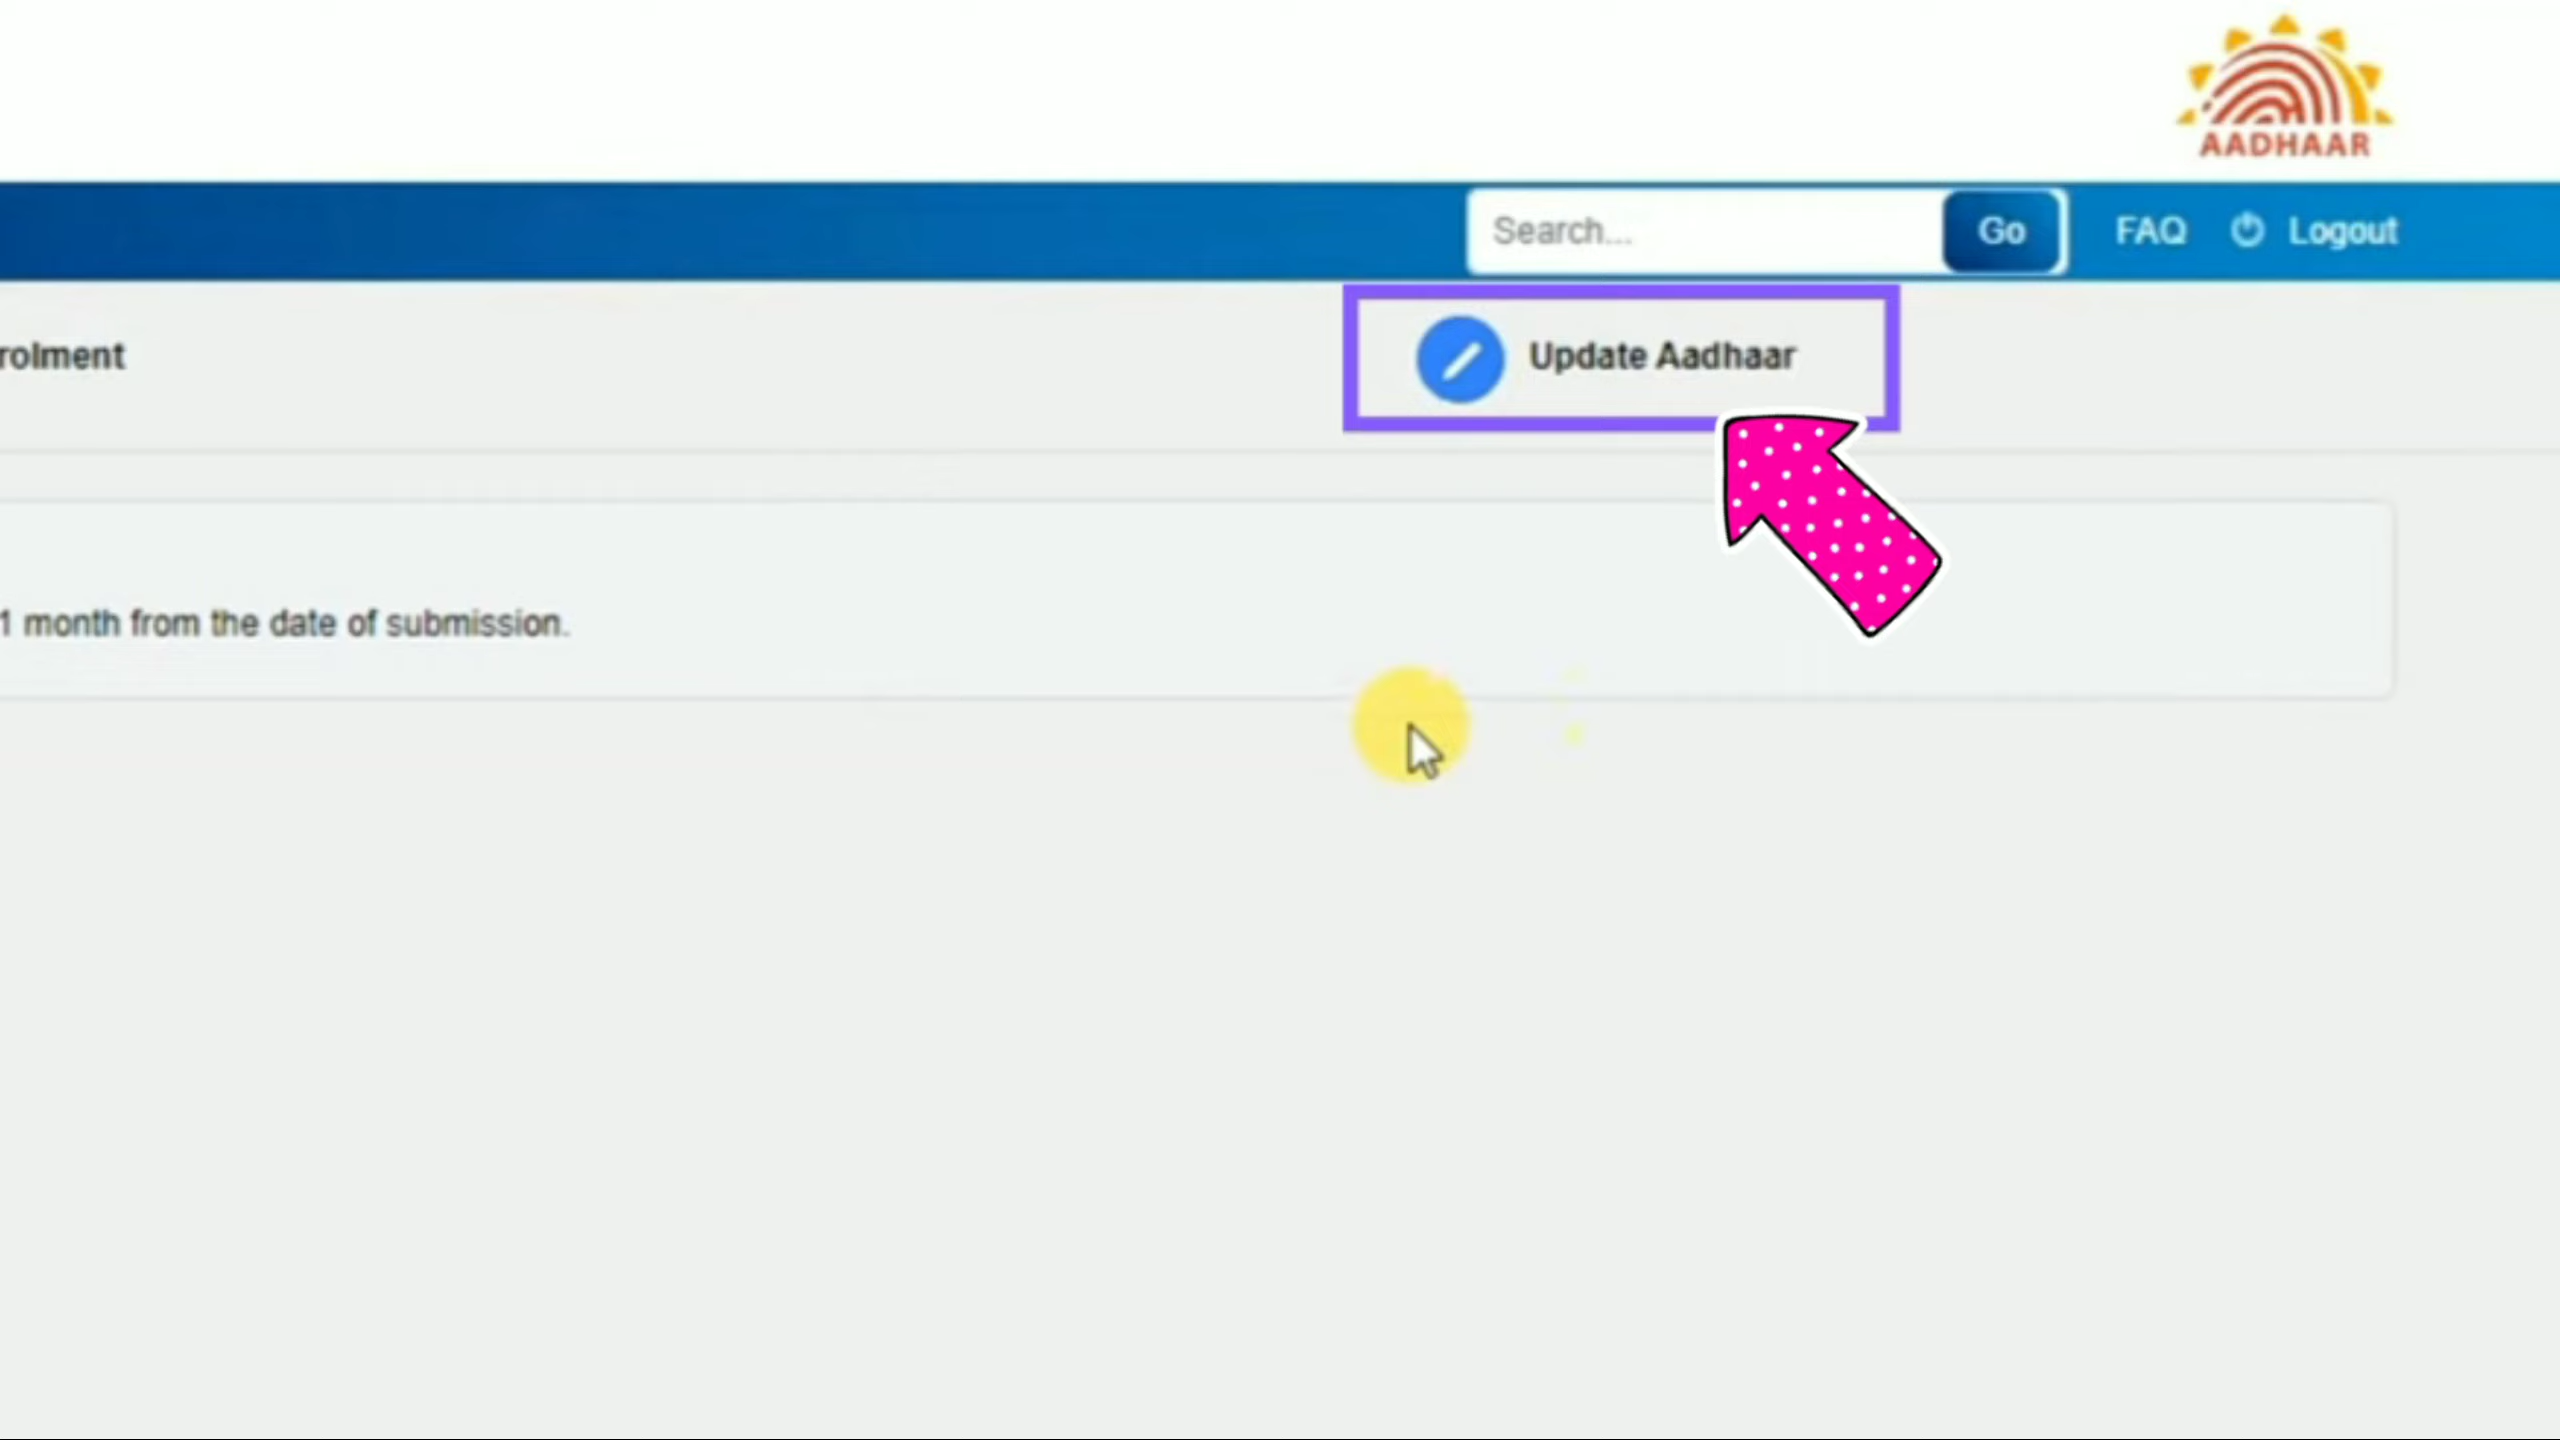 AADHAAR
Search...
Go
FAQ
Logout
rolment
Update Aadhaar
1 month from the date of submission.